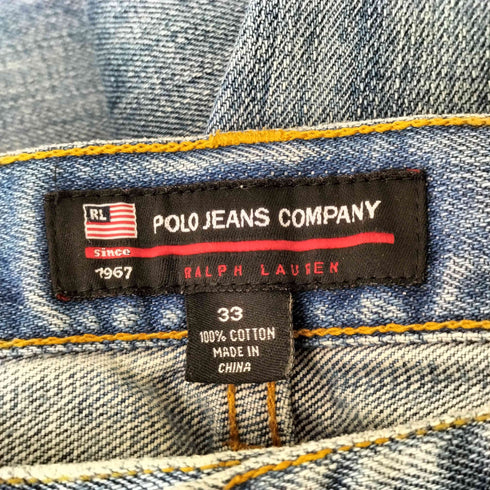 RL
POLO JEANS COMPANY
Since
1967
RALPH LAUREN
33
100% COTTON
MADE IN
CHINA